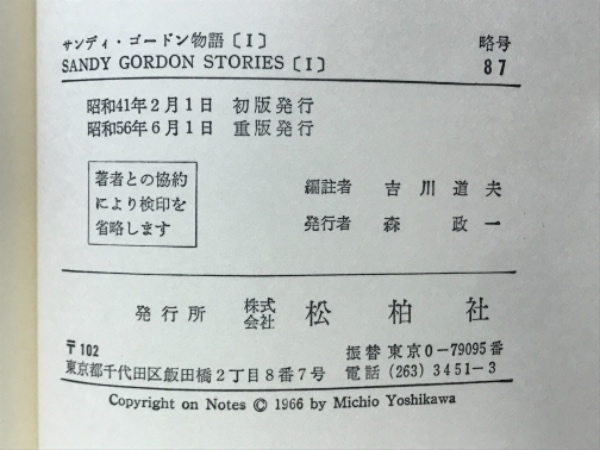 サンディ・ゴードン物語〔I〕 略号
SANDY GORDON STORIES〔I〕 87
昭和41年2月1日 初版発行
昭和56年6月1日 重版発行
著者との協約
により検印を
省略します
編註者 吉川道夫
発行者 森 政一
発行所 株式会社 松柏社
〒102 振替 東京0-79095番
東京都千代田区飯田橋2丁目8番7号 電話 (263) 3451-3
Copyright on Notes © 1966 by Michio Yoshikawa